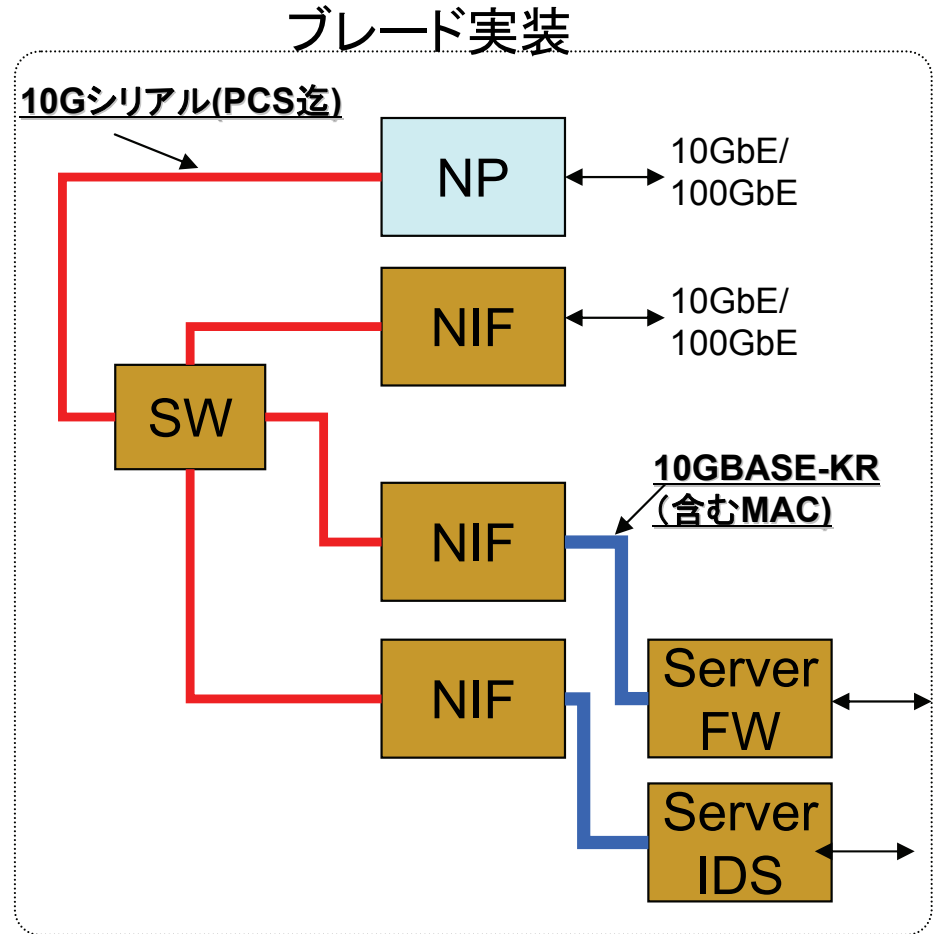 ブレード実装
10Gシリアル(PCS迄)
NP
10GbE/
100GbE
NIF
10GbE/
100GbE
SW
10GBASE-KR
（含むMAC)
NIF
NIF
Server
FW
Server
IDS